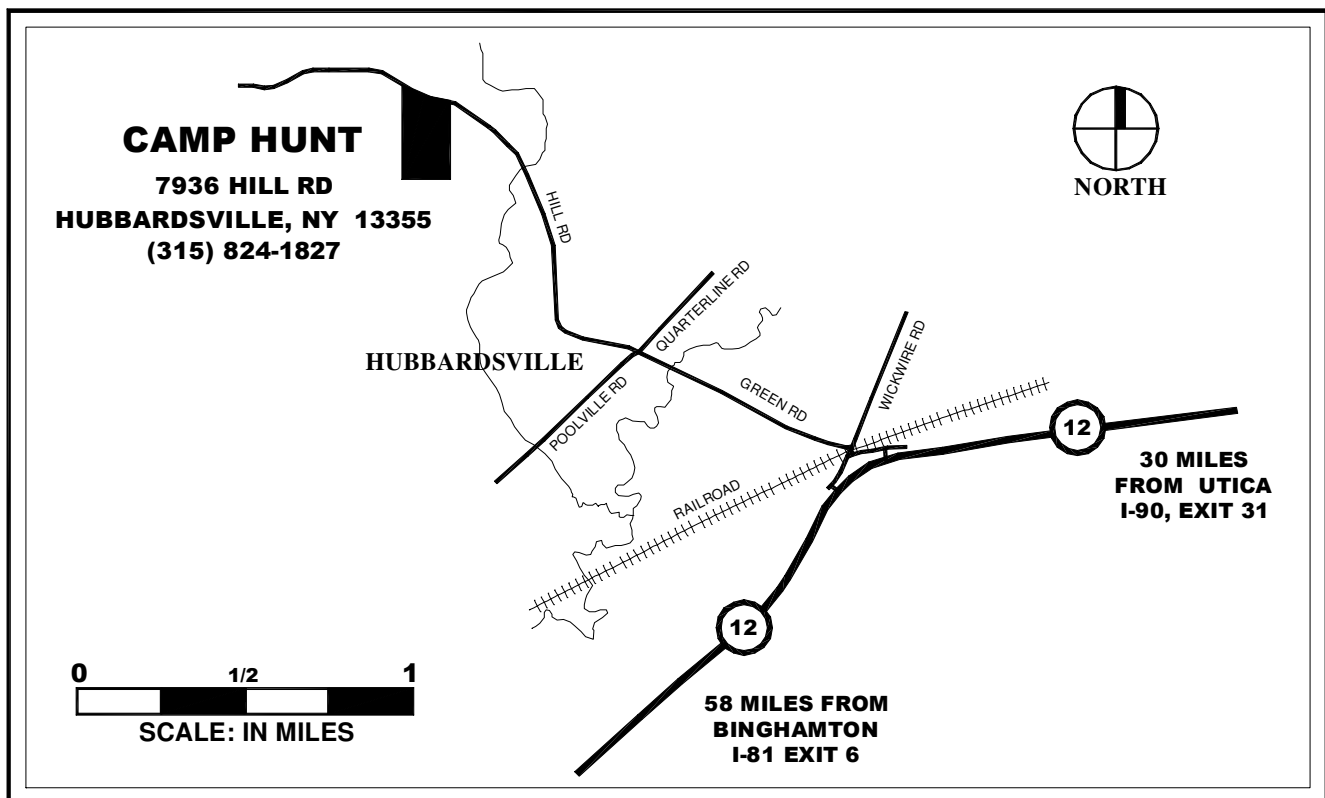 CAMP HUNT
7936 HILL RD
HUBBARDSVILLE, NY 13355
(315) 824-1827
NORTH
HILL RD
QUARTERLINE RD
HUBBARDSVILLE
POOLVILLE RD
GREEN RD
WICKWIRE RD
RAILROAD
12
30 MILES
FROM UTICA
I-90, EXIT 31
12
58 MILES FROM
BINGHAMTON
I-81 EXIT 6
0 1/2 1
SCALE: IN MILES